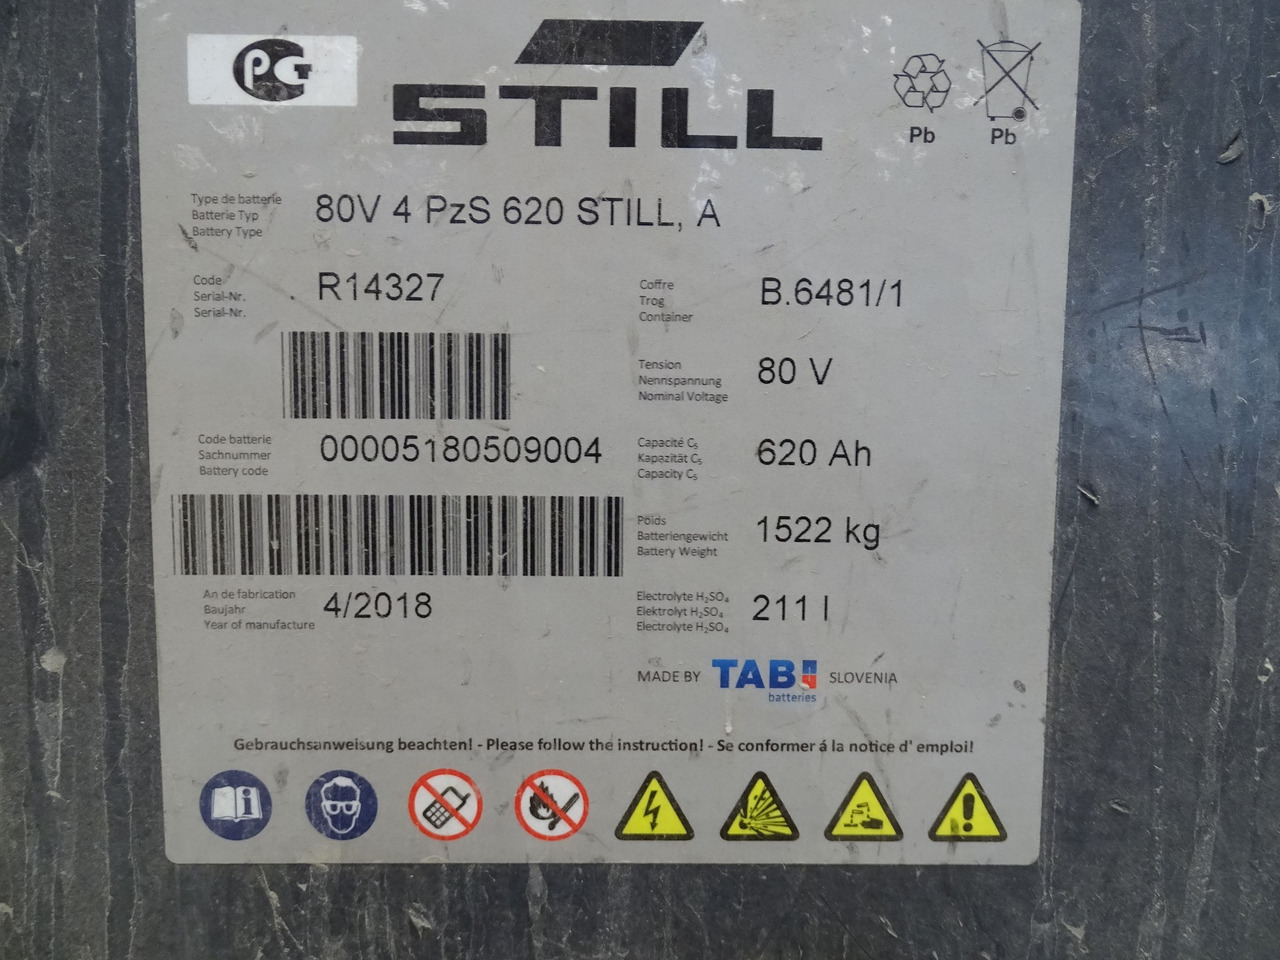 PG
STILL
Pb
Pb
Type de batterie
Batterie Typ
Battery Type
80V 4 PzS 620 STILL, A
Code
Serial-Nr.
Serial-Nr.
R14327
Coffre
Trog
Container
B.6481/1
Tension
Nennspannung
Nominal Voltage
80 V
Code batterie
Sachnummer
Battery code
00005180509004
Capacité C₅
Kapazität C₅
Capacity C₅
620 Ah
Poids
Batteriengewicht
Battery Weight
1522 kg
An de fabrication
Baujahr
Year of manufacture
4/2018
Electrolyte H₂SO₄
Elektrolyt H₂SO₄
Electrolyte H₂SO₄
211 l
MADE BY TAB batteries SLOVENIA
Gebrauchsanweisung beachten! - Please follow the instruction! - Se conformer á la notice d' emploi!